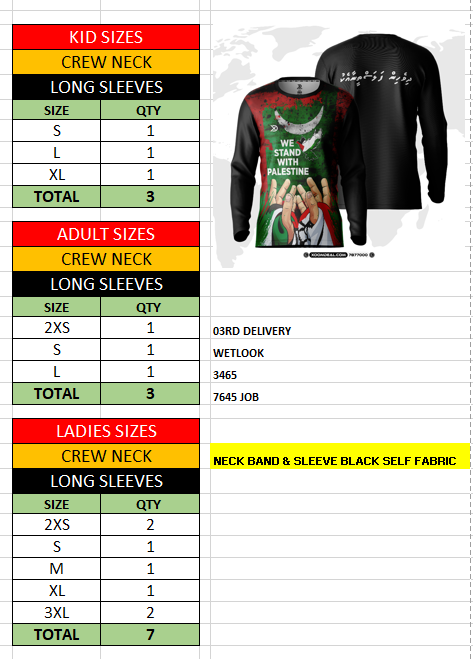 KID SIZES
CREW NECK
LONG SLEEVES
SIZE QTY
S 1
L 1
XL 1
TOTAL 3
WE
STAND
WITH
PALESTINE
XOOMDEAL.COM 7877000
ADULT SIZES
CREW NECK
LONG SLEEVES
SIZE QTY
2XS 1
S 1
L 1
TOTAL 3
03RD DELIVERY
WETLOOK
3465
7645 JOB
LADIES SIZES
CREW NECK
LONG SLEEVES
SIZE QTY
2XS 2
S 1
M 1
XL 1
3XL 2
TOTAL 7
NECK BAND & SLEEVE BLACK SELF FABRIC